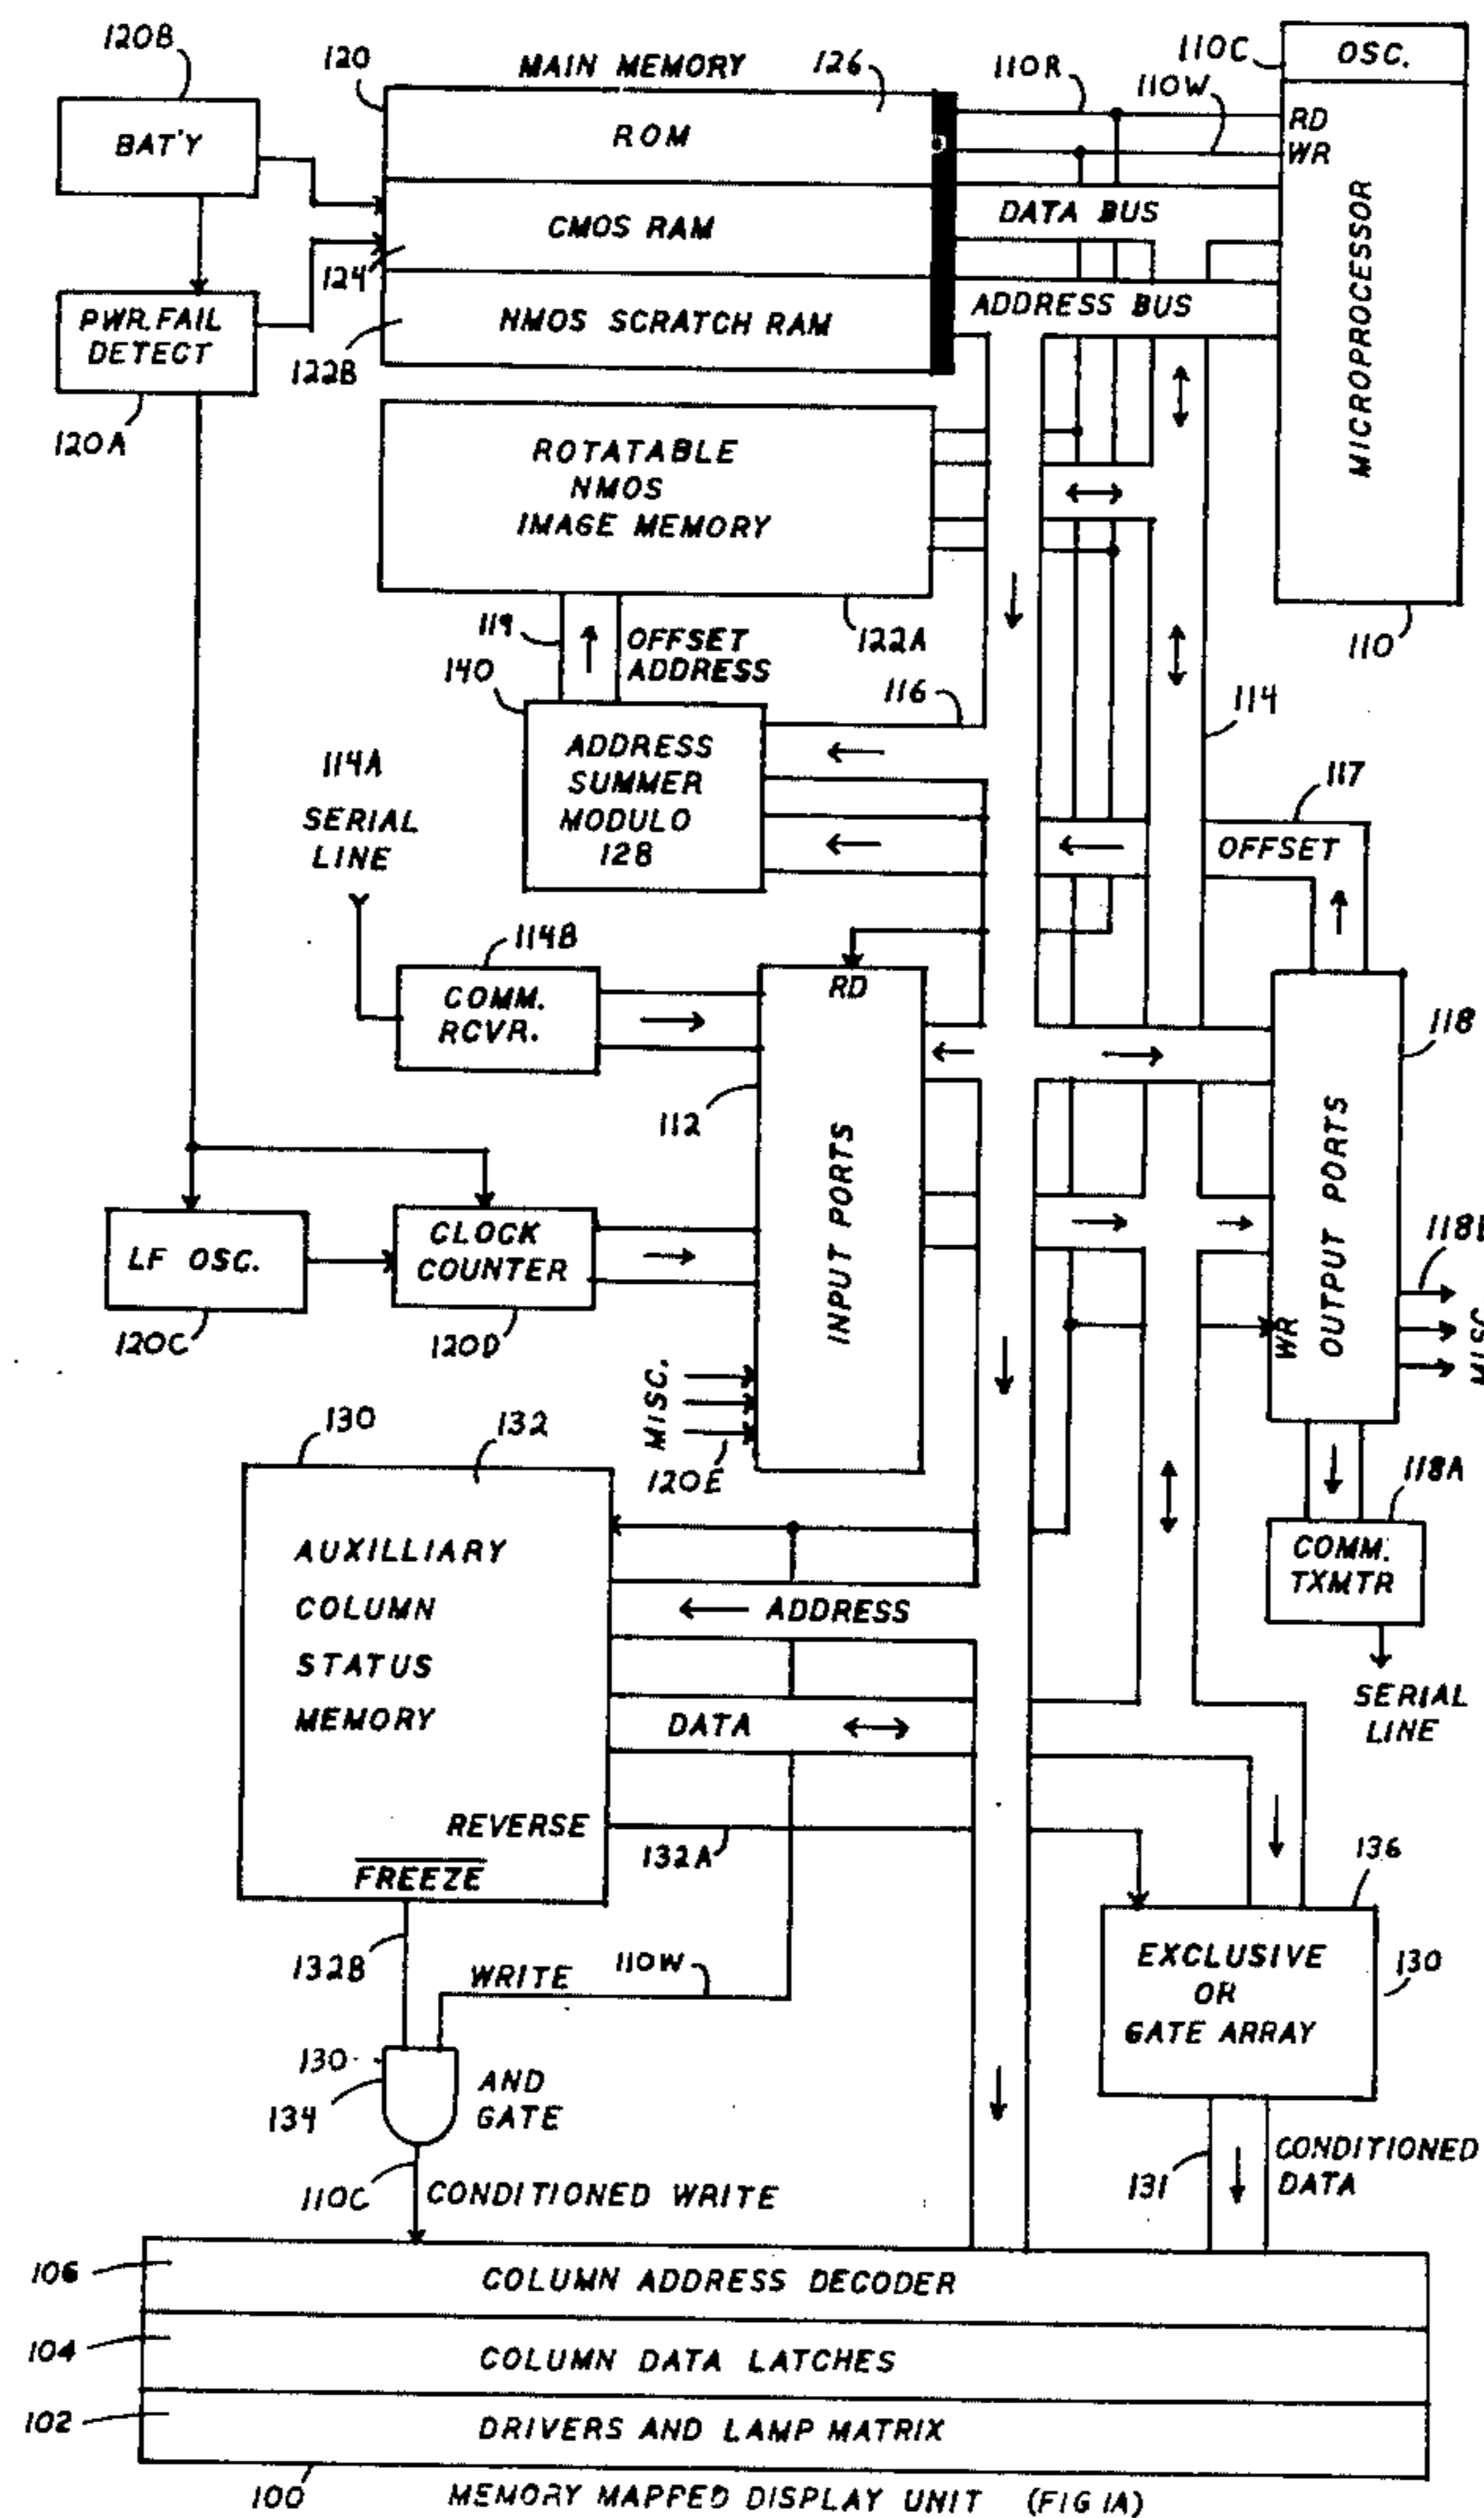 120B
120
MAIN MEMORY
126
110R
110C
OSC.
110W
BAT'Y
ROM
RD
WR
CMOS RAM
DATA BUS
124
MICROPROCESSOR
PWR. FAIL
DETECT
NMOS SCRATCH RAM
ADDRESS BUS
122B
120A
ROTATABLE
NMOS
IMAGE MEMORY
119
OFFSET
ADDRESS
122A
110
140
116
114
114A
SERIAL
LINE
ADDRESS
SUMMER
MODULO
128
117
OFFSET
114B
COMM.
RCVR.
RD
118
112
INPUT PORTS
OUTPUT PORTS
LF OSC.
CLOCK
COUNTER
WR
120C
120D
MISC.
120E
130
132
118A
AUXILLIARY
COLUMN
STATUS
MEMORY
COMM.
TXMTR
ADDRESS
SERIAL
LINE
DATA
REVERSE
132A
FREEZE
136
132B
WRITE
110W
EXCLUSIVE
OR
GATE ARRAY
130
130
134
AND
GATE
110C
CONDITIONED WRITE
131
CONDITIONED
DATA
106
COLUMN ADDRESS DECODER
104
COLUMN DATA LATCHES
102
DRIVERS AND LAMP MATRIX
100
MEMORY MAPPED DISPLAY UNIT (FIG 1A)